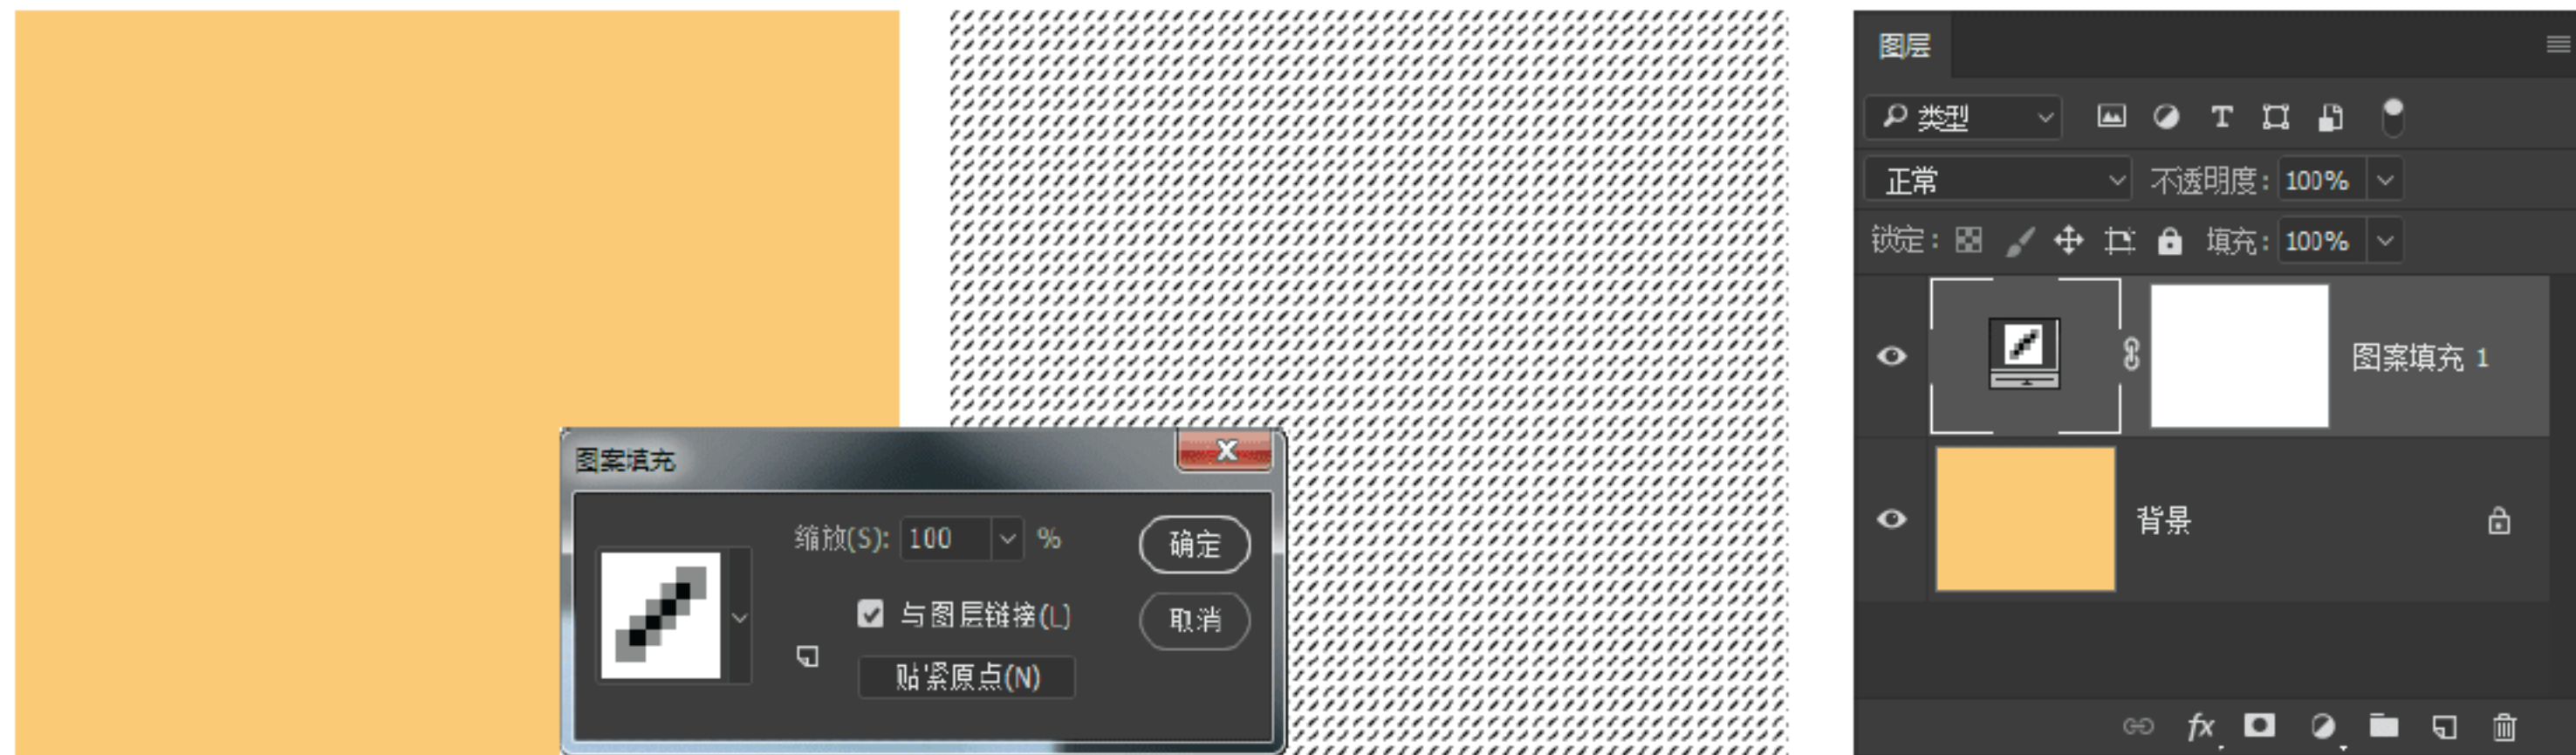 图案填充
缩放(S): 100 %
确定
与图层链接(L)
取消
贴紧原点(N)
图层
类型
正常 不透明度: 100%
锁定: 填充: 100%
图案填充 1
背景
fx